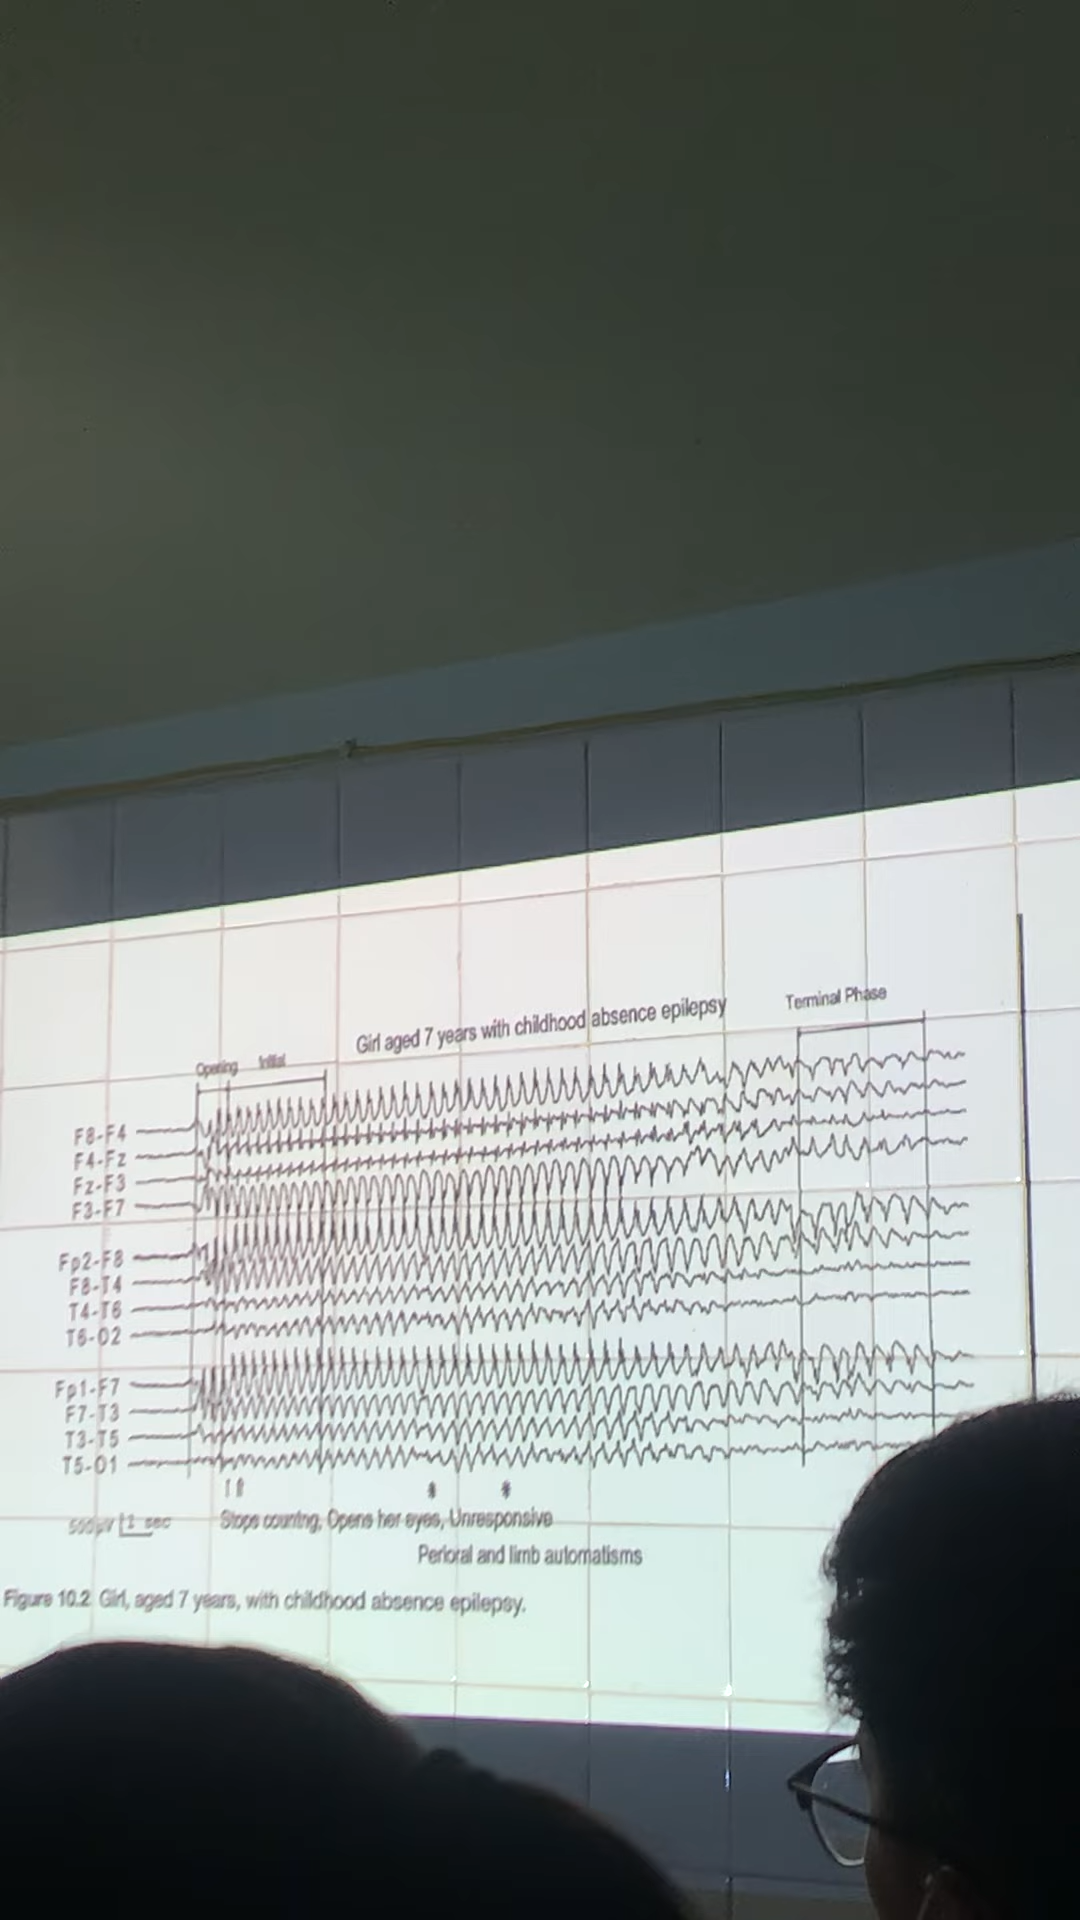 Girl aged 7 years with childhood absence epilepsy
Terminal Phase
Opening
Initial
F8-F4
F4-Fz
Fz-F3
F3-F7
Fp2-F8
F8-T4
T4-T6
T6-O2
Fp1-F7
F7-T3
T3-T5
T5-O1
500µV 1 sec
Stops counting, Opens her eyes, Unresponsive
Perioral and limb automatisms
Figure 10.2 Girl, aged 7 years, with childhood absence epilepsy.